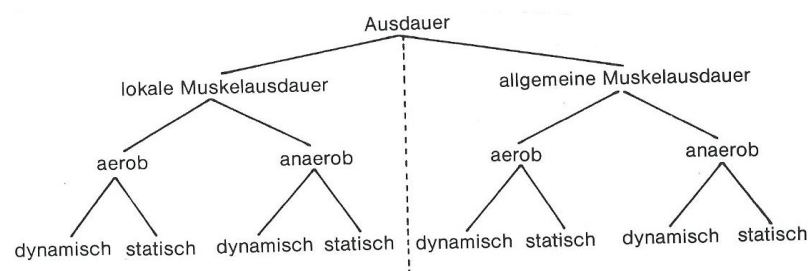 Ausdauer
lokale Muskelausdauer allgemeine Muskelausdauer
aerob anaerob aerob anaerob
dynamisch statisch dynamisch statisch dynamisch statisch dynamisch statisch